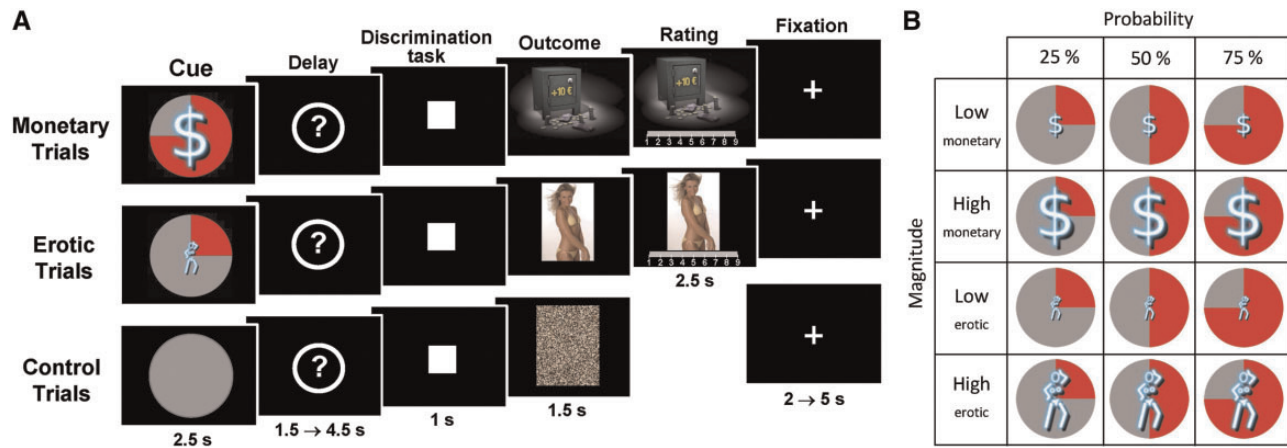 A
Cue
Delay
Discrimination
task
Outcome
Rating
Fixation
Monetary
Trials
$
?
+10 €
+10 €
1 2 3 4 5 6 7 8 9
+
Erotic
Trials
?
1 2 3 4 5 6 7 8 9
2.5 s
+
Control
Trials
?
+
2.5 s
1.5 → 4.5 s
1 s
1.5 s
2 → 5 s
B
Probability
25 %
50 %
75 %
Magnitude
Low
monetary
$
$
$
High
monetary
$
$
$
Low
erotic
High
erotic